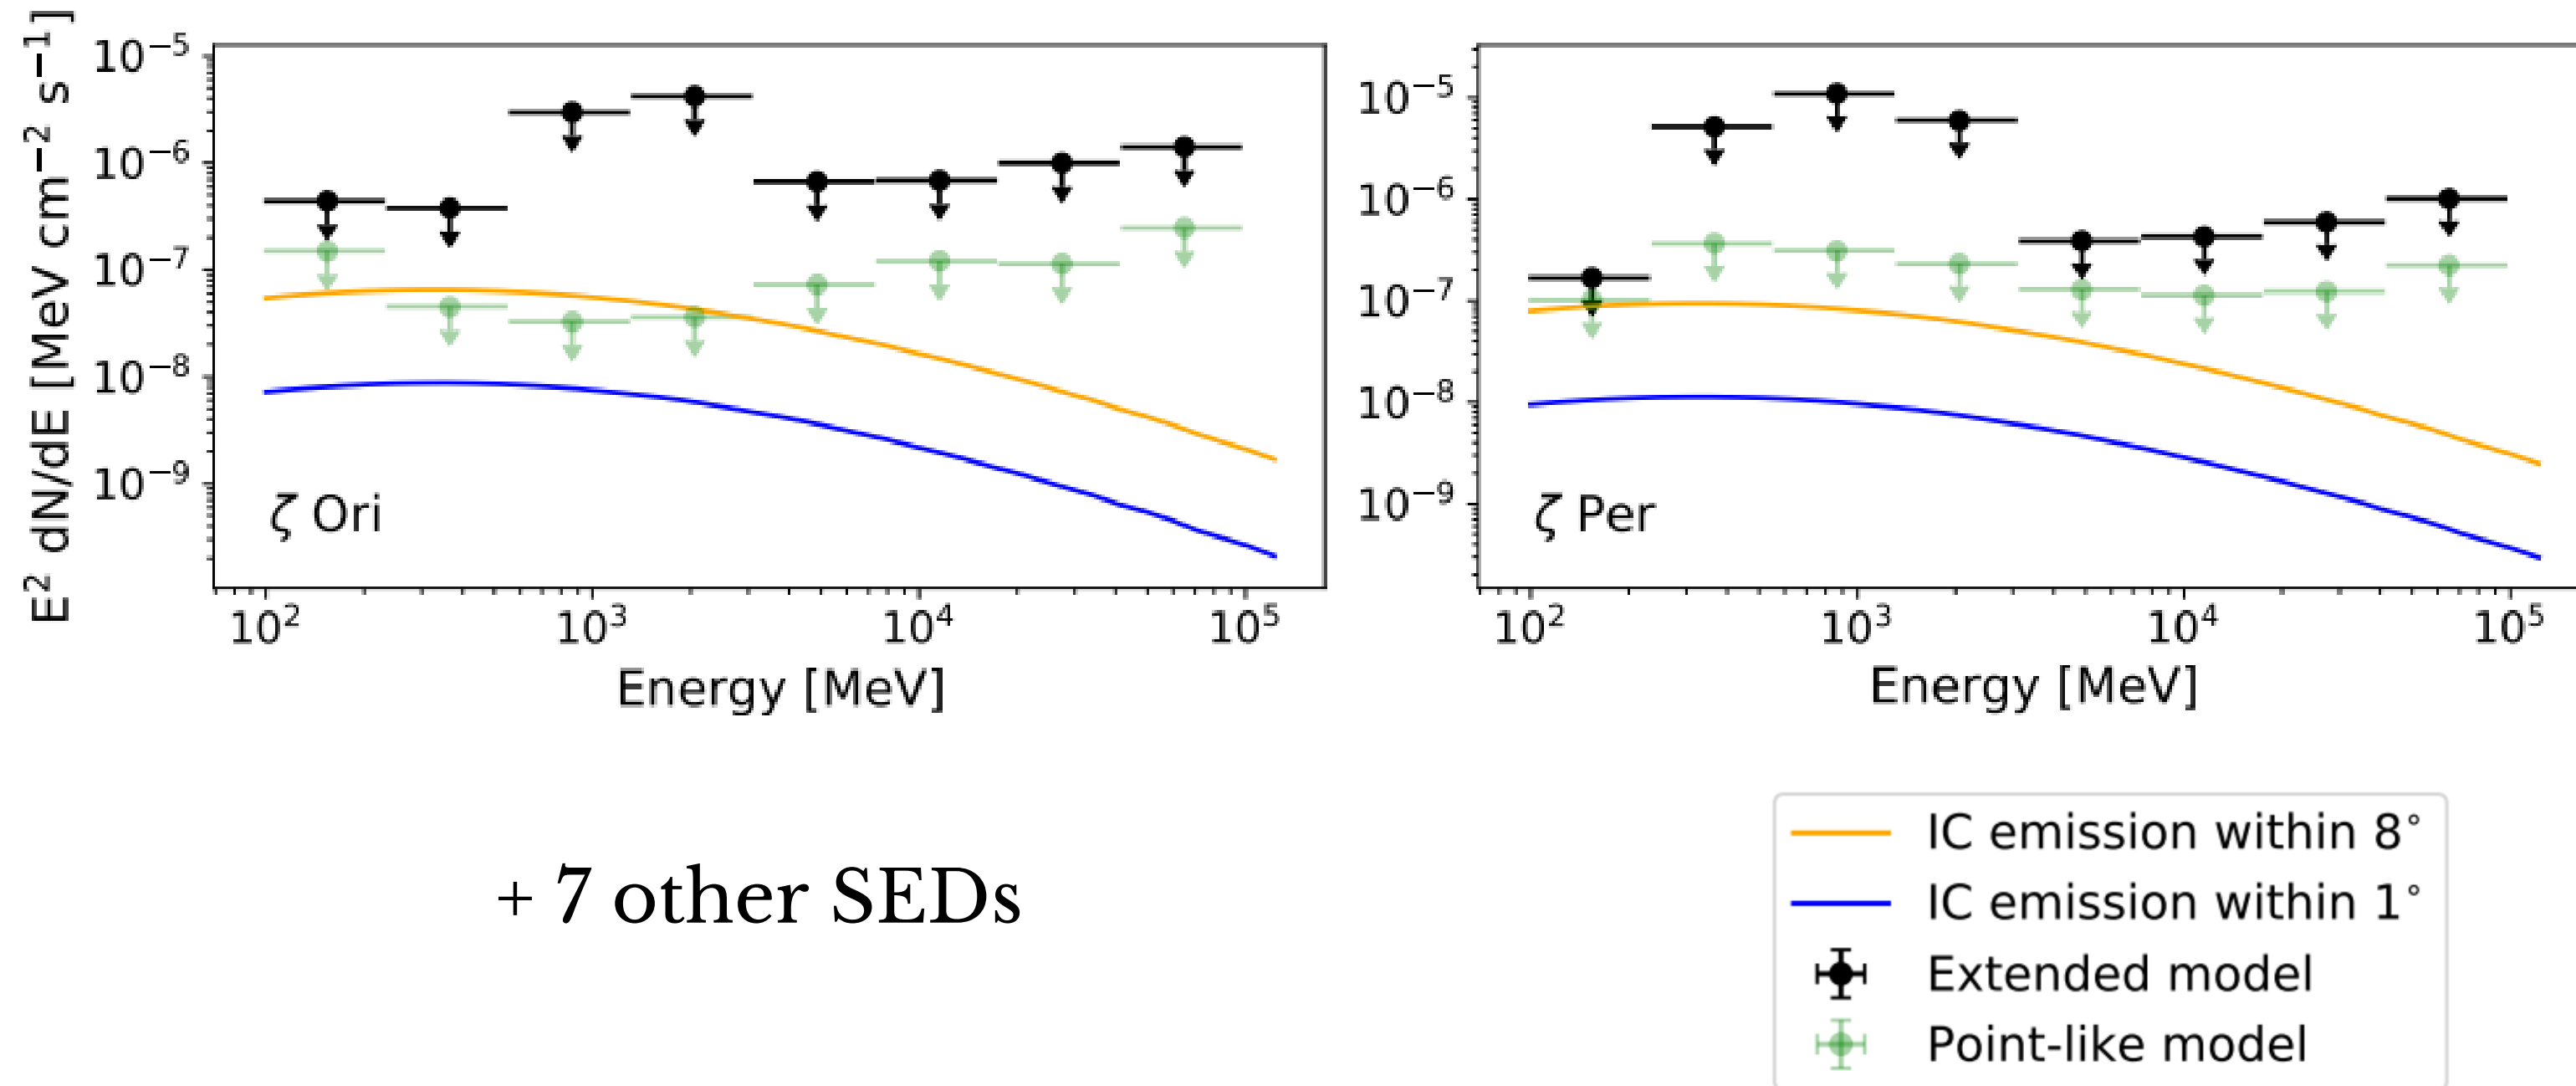 E² dN/dE [MeV cm⁻² s⁻¹]
10⁻⁵
10⁻⁶
10⁻⁷
10⁻⁸
10⁻⁹
ζ Ori
10² 10³ 10⁴ 10⁵
Energy [MeV]
10⁻⁵
10⁻⁶
10⁻⁷
10⁻⁸
10⁻⁹
ζ Per
10² 10³ 10⁴ 10⁵
Energy [MeV]
+ 7 other SEDs
IC emission within 8°
IC emission within 1°
Extended model
Point-like model